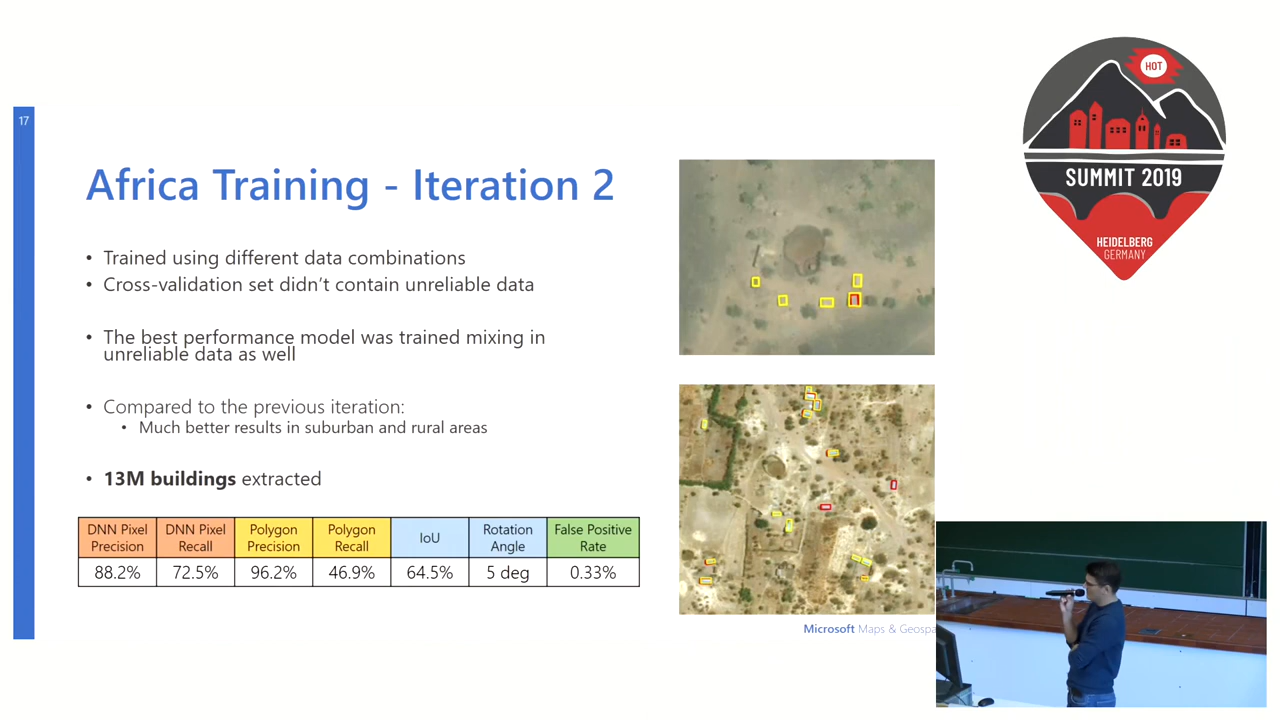 17
Africa Training - Iteration 2
• Trained using different data combinations
• Cross-validation set didn't contain unreliable data
• The best performance model was trained mixing in
unreliable data as well
• Compared to the previous iteration:
• Much better results in suburban and rural areas
• 13M buildings extracted
DNN Pixel Precision DNN Pixel Recall Polygon Precision Polygon Recall IoU Rotation Angle False Positive Rate
88.2% 72.5% 96.2% 46.9% 64.5% 5 deg 0.33%
Microsoft Maps & Geospa
HOT
SUMMIT 2019
HEIDELBERG
GERMANY